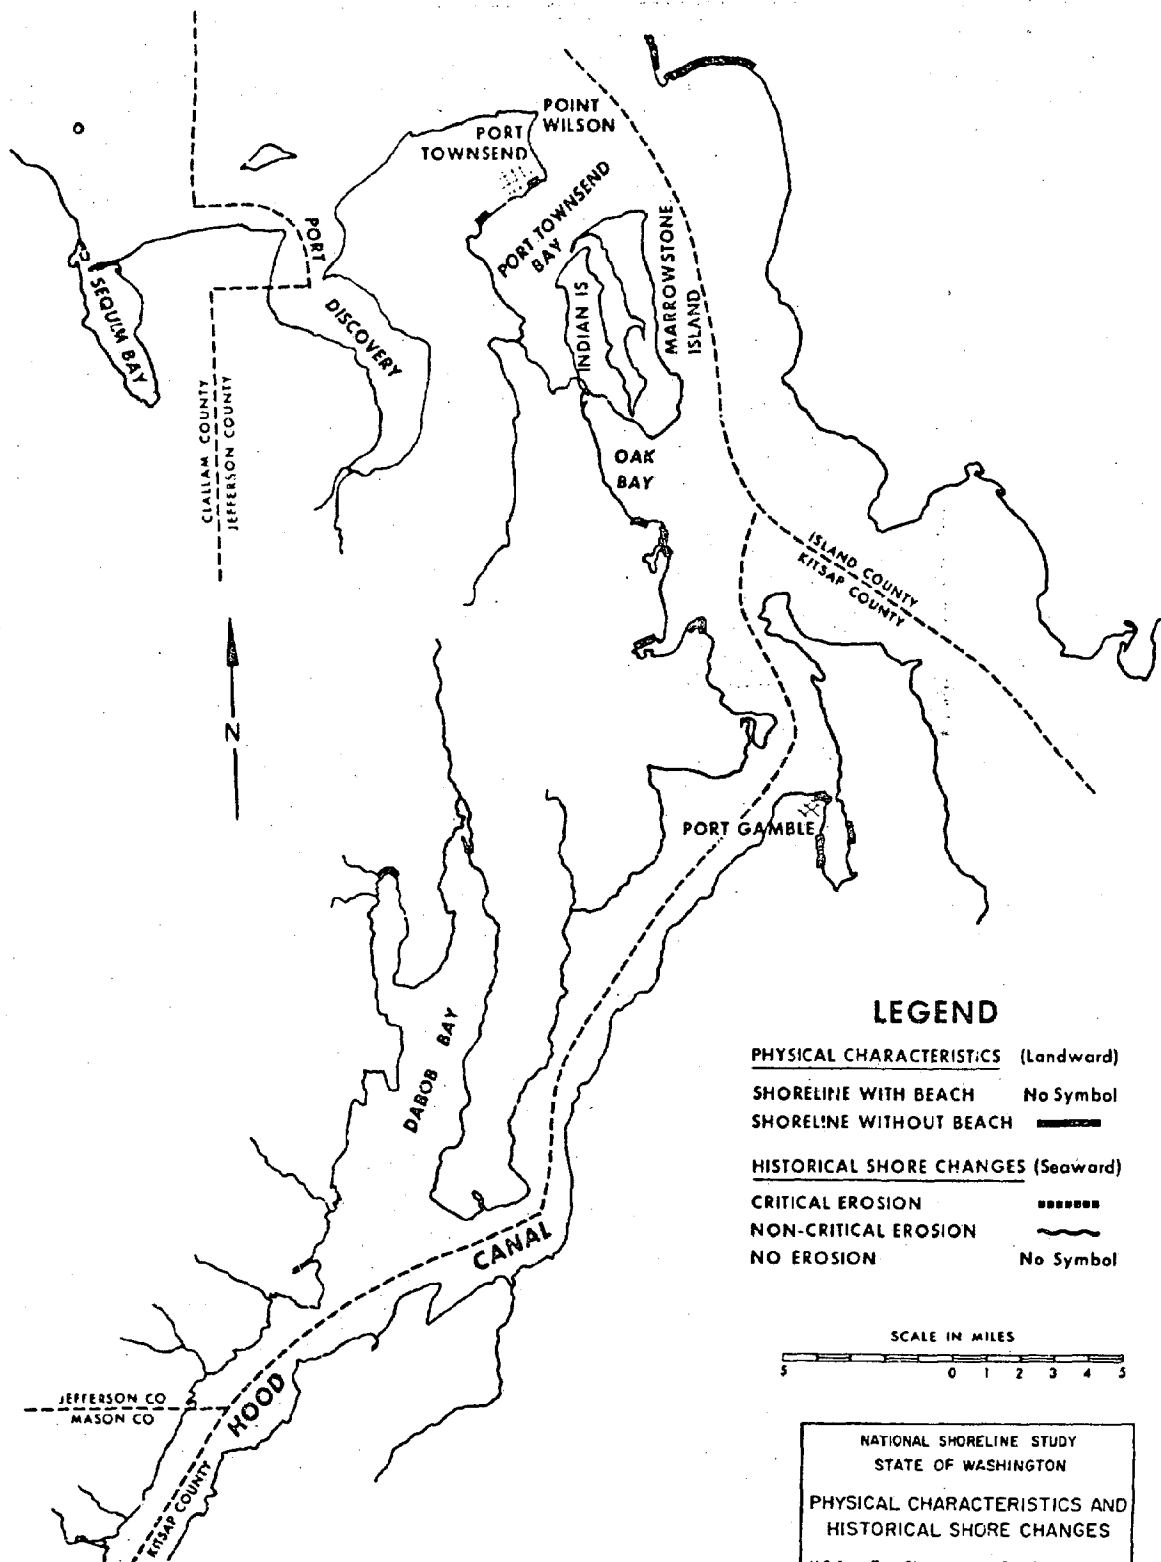 POINT
WILSON
PORT
TOWNSEND
PORT TOWNSEND
BAY
MARROWSTONE
ISLAND
INDIAN IS
PORT
DISCOVERY
SEQUIM BAY
CLALLAM COUNTY
JEFFERSON COUNTY
OAK
BAY
ISLAND COUNTY
KITSAP COUNTY
N
PORT GAMBLE
DABOB BAY
HOOD CANAL
JEFFERSON CO
MASON CO
KITSAP COUNTY
LEGEND
PHYSICAL CHARACTERISTICS (Landward)
SHORELINE WITH BEACH No Symbol
SHORELINE WITHOUT BEACH
HISTORICAL SHORE CHANGES (Seaward)
CRITICAL EROSION
NON-CRITICAL EROSION
NO EROSION No Symbol
SCALE IN MILES
5 0 1 2 3 4 5
NATIONAL SHORELINE STUDY
STATE OF WASHINGTON
PHYSICAL CHARACTERISTICS AND
HISTORICAL SHORE CHANGES